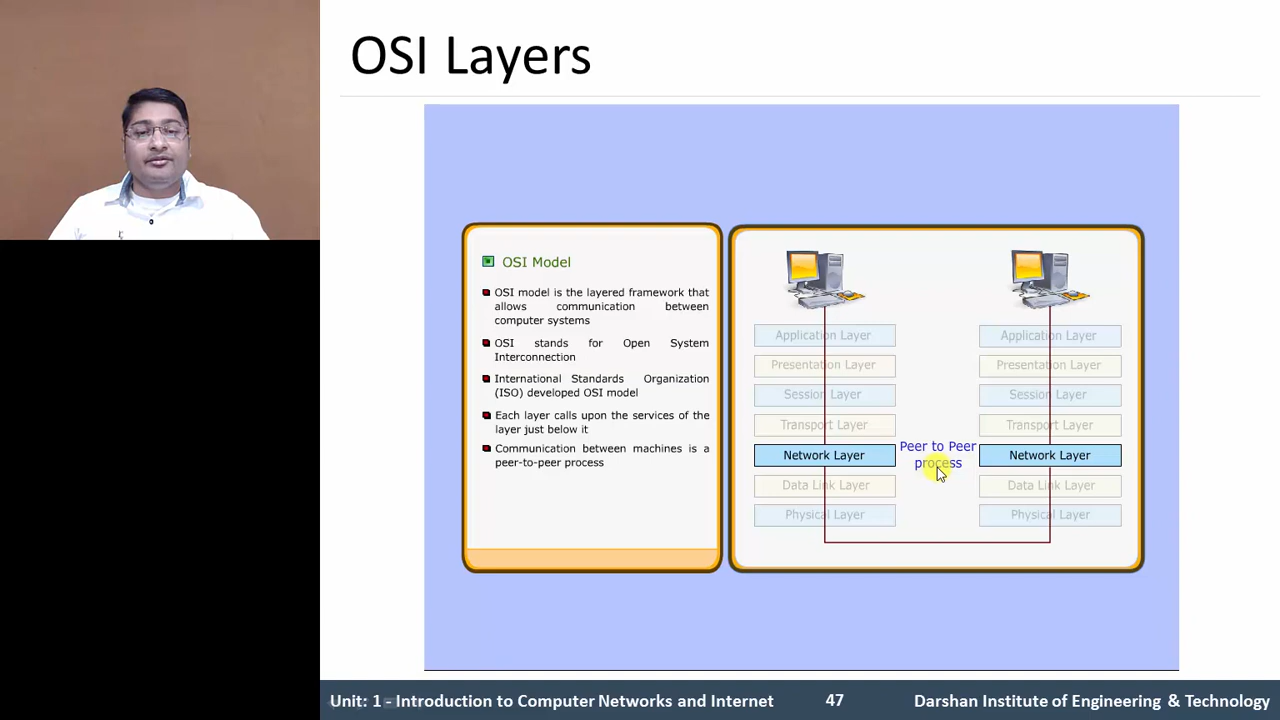 OSI Layers
OSI Model
OSI model is the layered framework that
allows communication between
computer systems
OSI stands for Open System
Interconnection
International Standards Organization
(ISO) developed OSI model
Each layer calls upon the services of the
layer just below it
Communication between machines is a
peer-to-peer process
Application Layer
Presentation Layer
Session Layer
Transport Layer
Network Layer
Data Link Layer
Physical Layer
Peer to Peer
process
Application Layer
Presentation Layer
Session Layer
Transport Layer
Network Layer
Data Link Layer
Physical Layer
Unit: 1 - Introduction to Computer Networks and Internet
47
Darshan Institute of Engineering & Technology